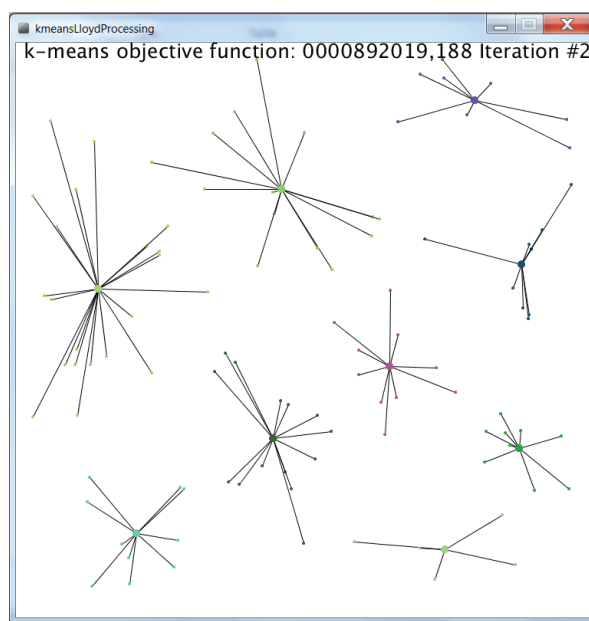 kmeansLloydProcessing
k-means objective function: 0000892019,188 Iteration #2